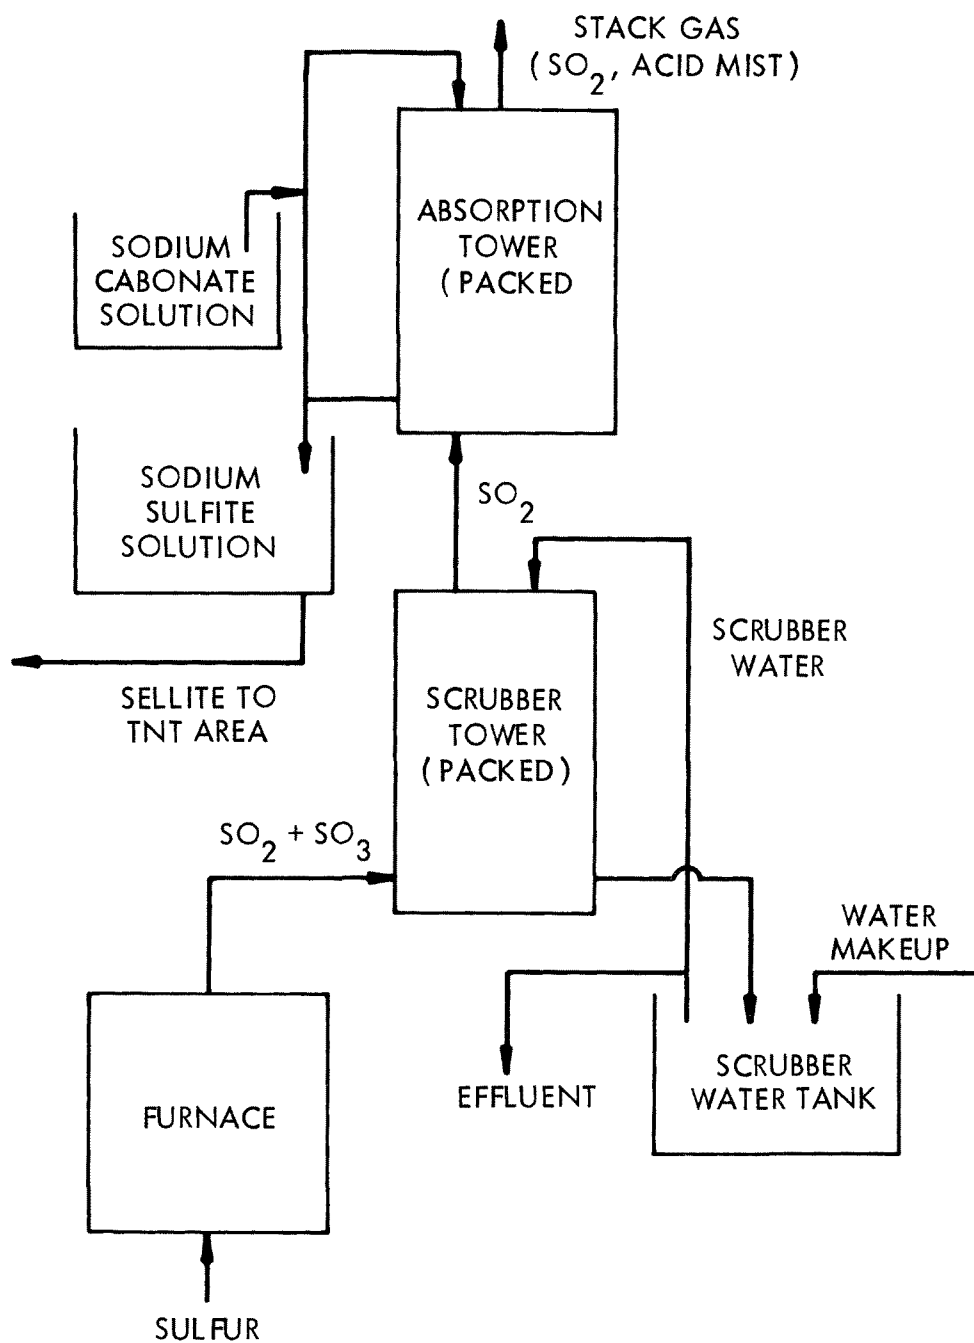 STACK GAS
(SO2, ACID MIST)
ABSORPTION
TOWER
(PACKED
SODIUM
CABONATE
SOLUTION
SODIUM
SULFITE
SOLUTION
SO2
SCRUBBER
WATER
SELLITE TO
TNT AREA
SCRUBBER
TOWER
(PACKED)
SO2 + SO3
WATER
MAKEUP
EFFLUENT
SCRUBBER
WATER TANK
FURNACE
SULFUR